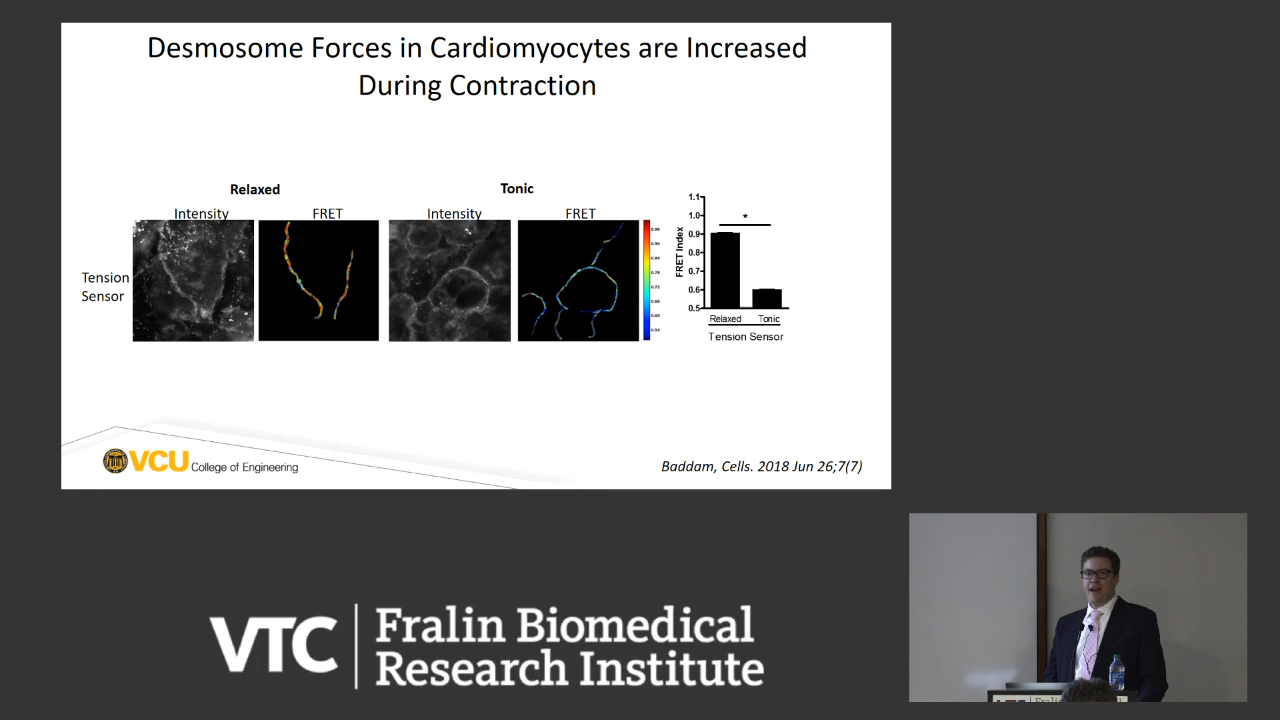 Desmosome Forces in Cardiomyocytes are Increased
During Contraction
Relaxed
Tonic
Intensity
FRET
Intensity
FRET
Tension
Sensor
1.1
1.0
0.9
0.8
0.7
0.6
0.5
FRET Index
*
Relaxed
Tonic
Tension Sensor
VCU College of Engineering
Baddam, Cells. 2018 Jun 26;7(7)
VTC
Fralin Biomedical
Research Institute